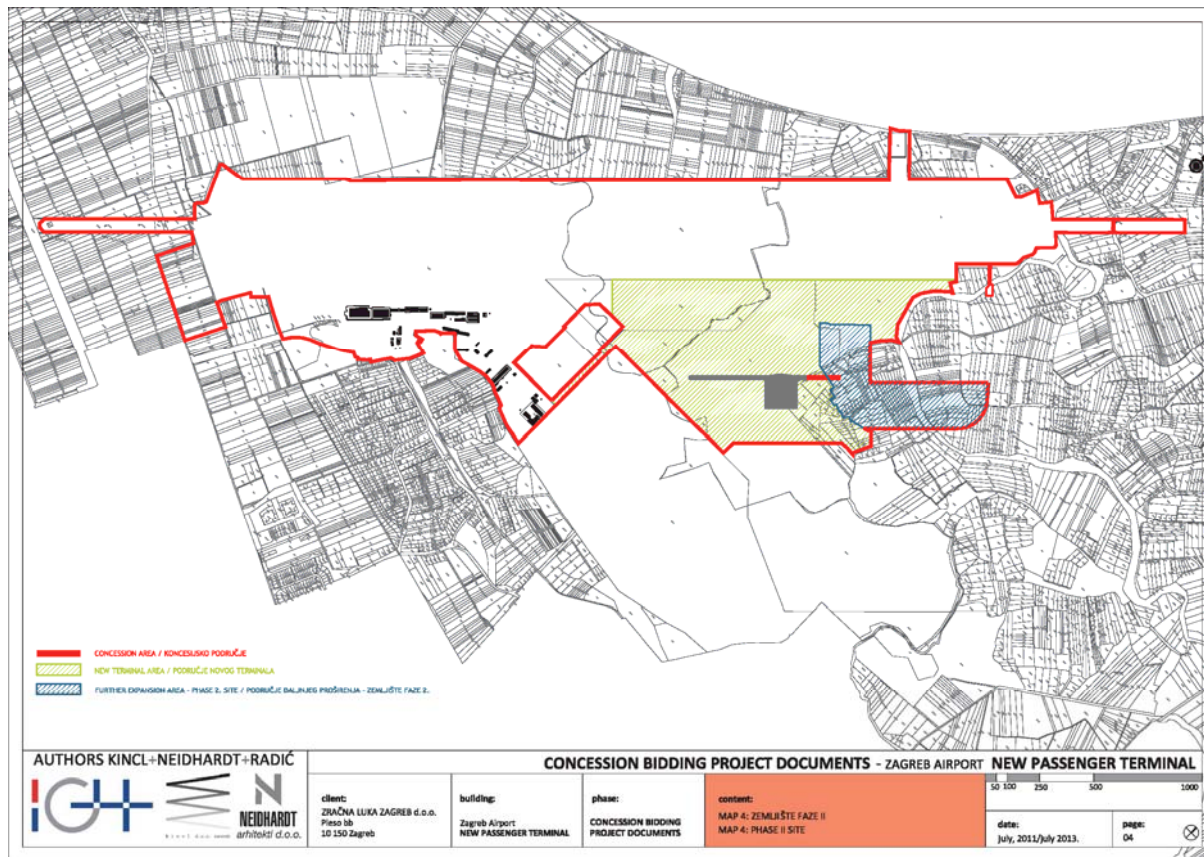 CONCESSION AREA / KONCESIJSKO PODRUČJE
NEW TERMINAL AREA / PODRUČJE NOVOG TERMINALA
FURTHER EXPANSION AREA - PHASE 2. SITE / PODRUČJE DALJNJEG PROŠIRENJA - ZEMLJIŠTE FAZE 2.
AUTHORS KINCL+NEIDHARDT+RADIĆ
IGH
Kincl doo
NEIDHARDT
arhitekti d.o.o.
CONCESSION BIDDING PROJECT DOCUMENTS - ZAGREB AIRPORT NEW PASSENGER TERMINAL
client:
ZRAČNA LUKA ZAGREB d.o.o.
Pleso bb
10 150 Zagreb
building:
Zagreb Airport
NEW PASSENGER TERMINAL
phase:
CONCESSION BIDDING
PROJECT DOCUMENTS
content:
MAP 4: ZEMLJIŠTE FAZE II
MAP 4: PHASE II SITE
50 100 250 500 1000
date:
July, 2011/July 2013.
page:
04